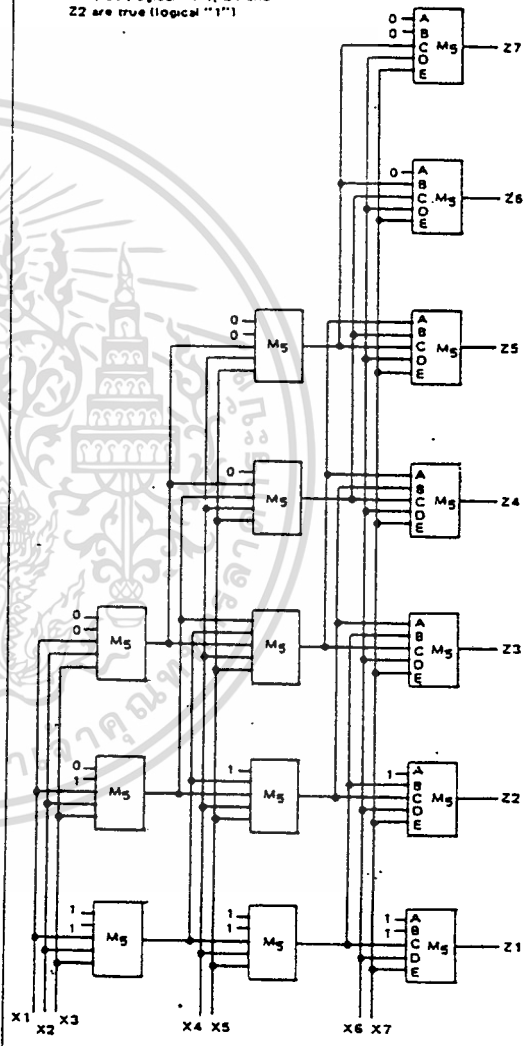 Z2 are true (logical "1")
0 A
0 B
C M5 Z7
D
E
0 A
B
C M5 Z6
D
E
0
0
M5
A
B
C M5 Z5
D
E
0
M5
A
B
C M5 Z4
D
E
0
0
M5
M5
A
B
C M5 Z3
D
E
0
1
M5
1
M5
1 A
B
C M5 Z2
D
E
1
1
M5
1
1
M5
1 A
1 B
C M5 Z1
D
E
X1 X2 X3 X4 X5 X6 X7